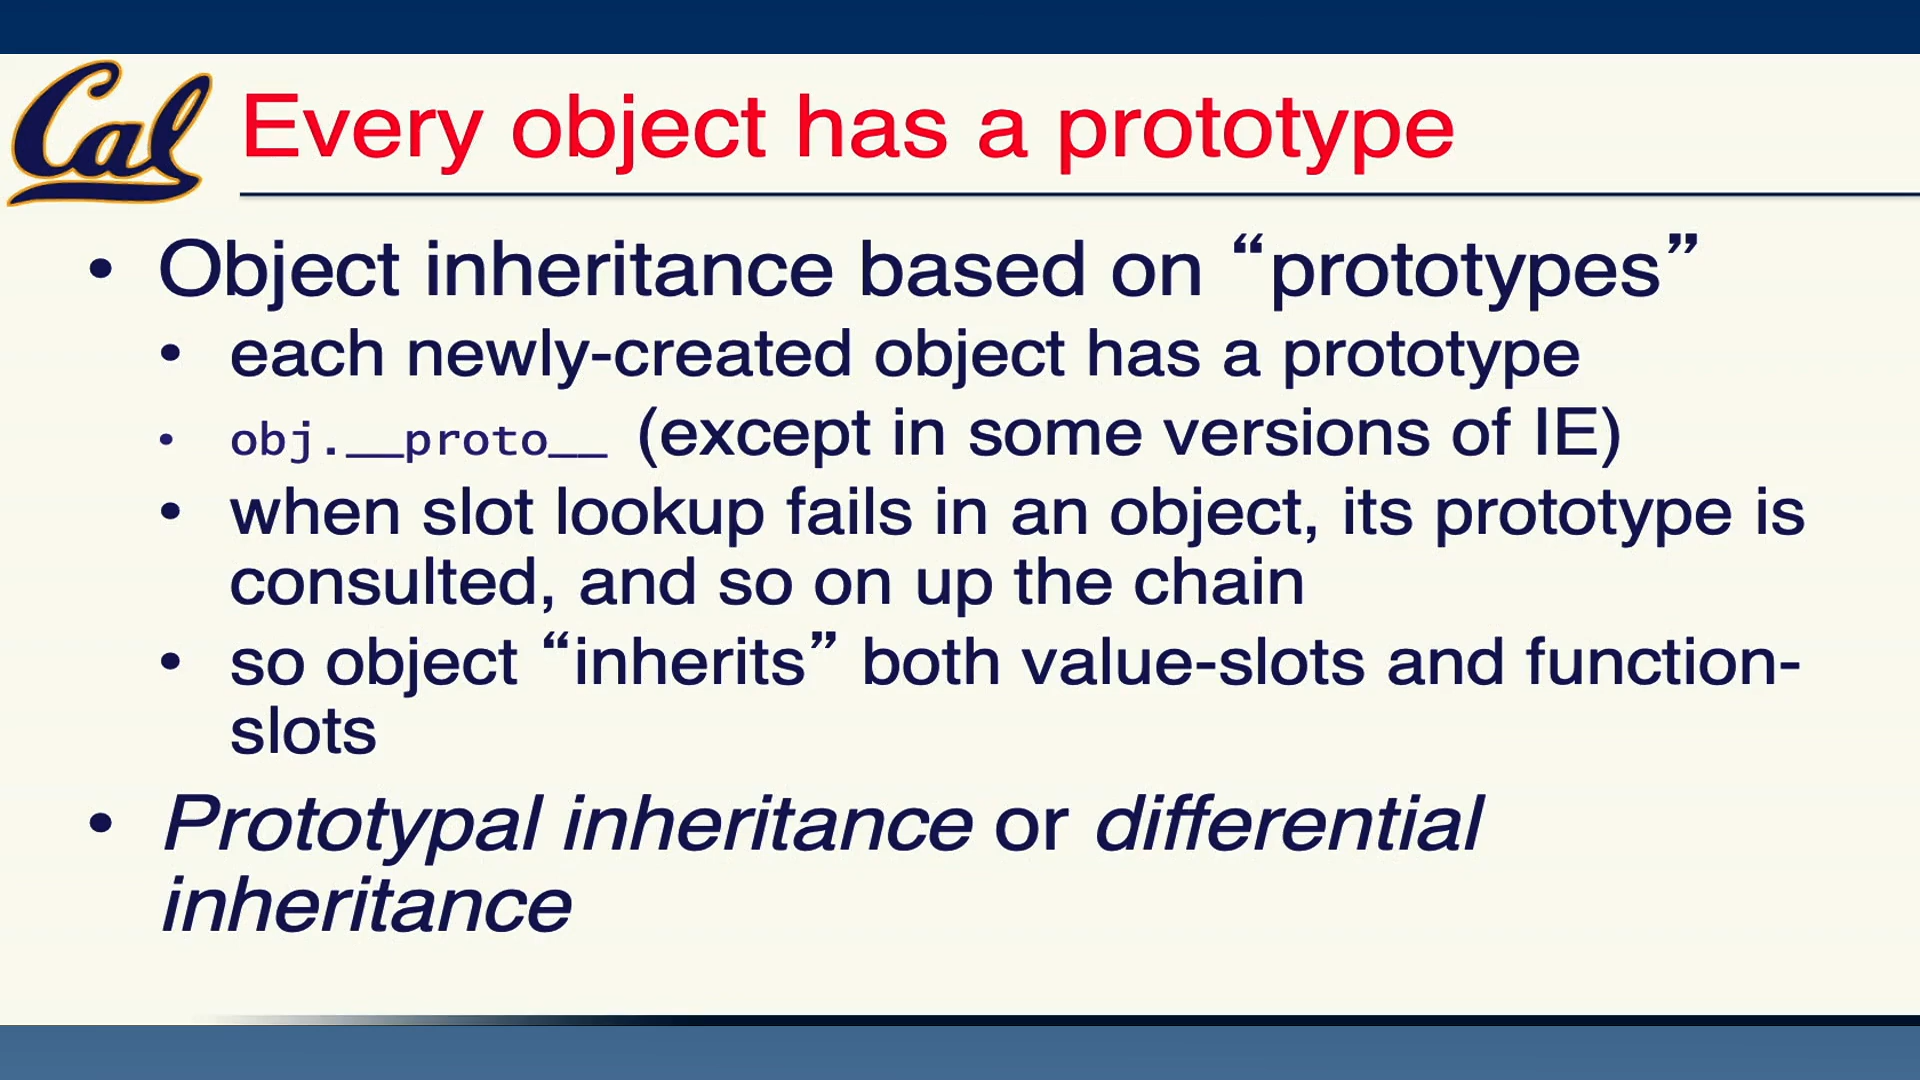 Cal
Every object has a prototype
• Object inheritance based on “prototypes”
• each newly-created object has a prototype
• obj.__proto__ (except in some versions of IE)
• when slot lookup fails in an object, its prototype is
consulted, and so on up the chain
• so object “inherits” both value-slots and function-
slots
• Prototypal inheritance or differential
inheritance